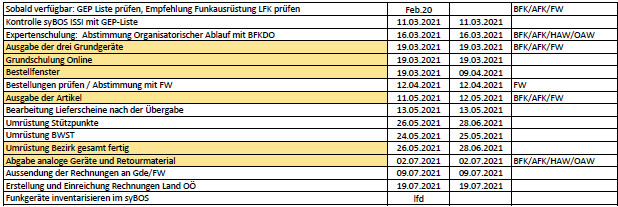 Sobald verfügbar: GEP Liste prüfen, Empfehlung Funkausrüstung LFK prüfen Feb.20 BFK/AFK/FW
Kontrolle syBOS ISSI mit GEP-Liste 11.03.2021 11.03.2021
Expertenschulung: Abstimmung Organisatorischer Ablauf mit BFKDO 16.03.2021 16.03.2021 BFK/AFK/HAW/OAW
Ausgabe der drei Grundgeräte 19.03.2021 19.03.2021 BFK/AFK/FW
Grundschulung Online 19.03.2021 19.03.2021
Bestellfenster 19.03.2021 09.04.2021
Bestellungen prüfen / Abstimmung mit FW 12.04.2021 12.04.2021 FW
Ausgabe der Artikel 11.05.2021 12.05.2021 BFK/AFK/FW
Bearbeitung Lieferscheine nach der Übergabe 13.05.2021 13.05.2021
Umrüstung Stützpunkte 26.05.2021 28.06.2021
Umrüstung BWST 24.05.2021 25.05.2021
Umrüstung Bezirk gesamt fertig 26.05.2021 28.06.2021
Abgabe analoge Geräte und Retourmaterial 02.07.2021 02.07.2021 BFK/AFK/HAW/OAW
Aussendung der Rechnungen an Gde/FW 09.07.2021 09.07.2021
Erstellung und Einreichung Rechnungen Land OÖ 19.07.2021 19.07.2021
Funkgeräte inventarisieren im syBOS lfd